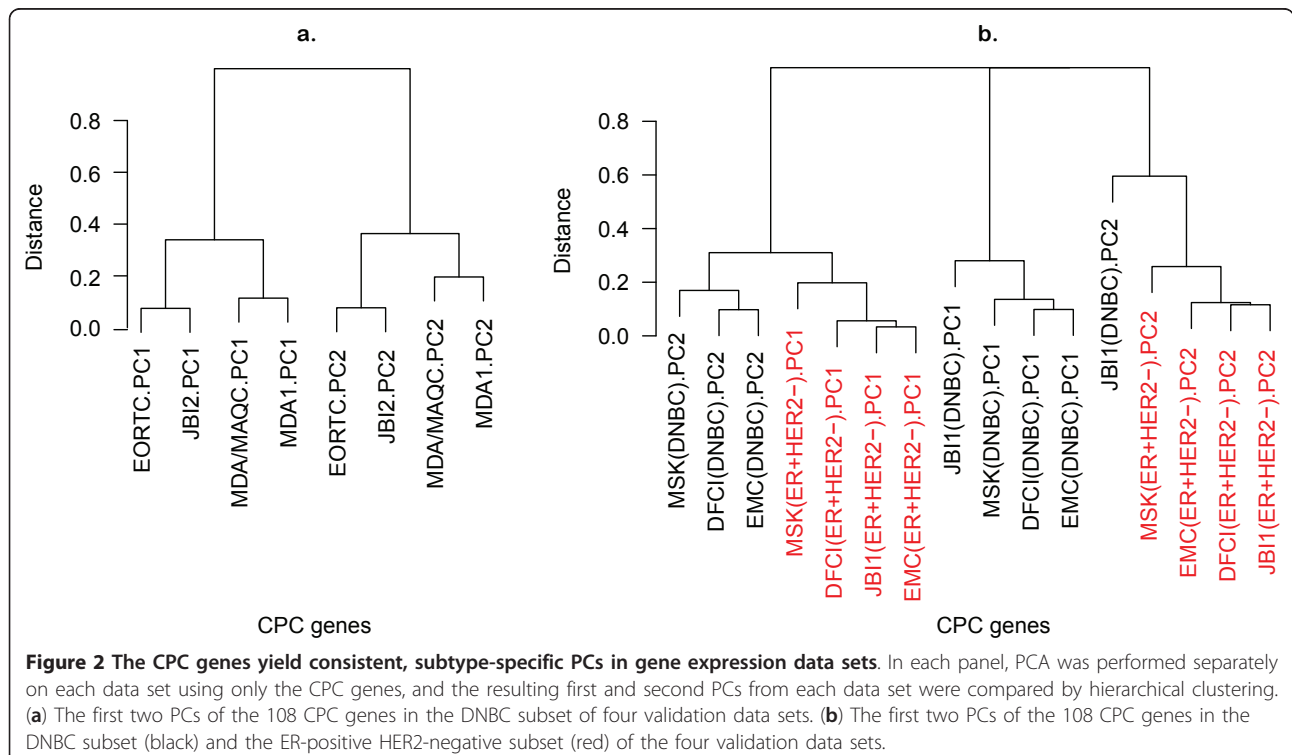 a.
Distance
0.8
0.6
0.4
0.2
0.0
EORTC.PC1
JBI2.PC1
MDA/MAQC.PC1
MDA1.PC1
EORTC.PC2
JBI2.PC2
MDA/MAQC.PC2
MDA1.PC2
CPC genes
b.
Distance
0.8
0.6
0.4
0.2
0.0
MSK(DNBC).PC2
DFCI(DNBC).PC2
EMC(DNBC).PC2
MSK(ER+HER2−).PC1
DFCI(ER+HER2−).PC1
JBI1(ER+HER2−).PC1
EMC(ER+HER2−).PC1
JBI1(DNBC).PC1
MSK(DNBC).PC1
DFCI(DNBC).PC1
EMC(DNBC).PC1
JBI1(DNBC).PC2
MSK(ER+HER2−).PC2
EMC(ER+HER2−).PC2
DFCI(ER+HER2−).PC2
JBI1(ER+HER2−).PC2
CPC genes
Figure 2 The CPC genes yield consistent, subtype-specific PCs in gene expression data sets. In each panel, PCA was performed separately
on each data set using only the CPC genes, and the resulting first and second PCs from each data set were compared by hierarchical clustering.
(a) The first two PCs of the 108 CPC genes in the DNBC subset of four validation data sets. (b) The first two PCs of the 108 CPC genes in the
DNBC subset (black) and the ER-positive HER2-negative subset (red) of the four validation data sets.